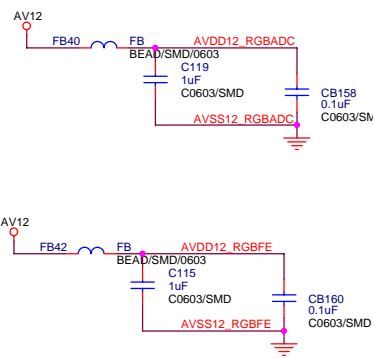 AV12
FB40 FB AVDD12_RGBADC
BEAD/SMD/0603
C119
1uF
C0603/SMD
CB158
0.1uF
C0603/SM
AVSS12_RGBADC
AV12
FB42 FB AVDD12_RGBFE
BEAD/SMD/0603
C115
1uF
C0603/SMD
CB160
0.1uF
C0603/SMD
AVSS12_RGBFE